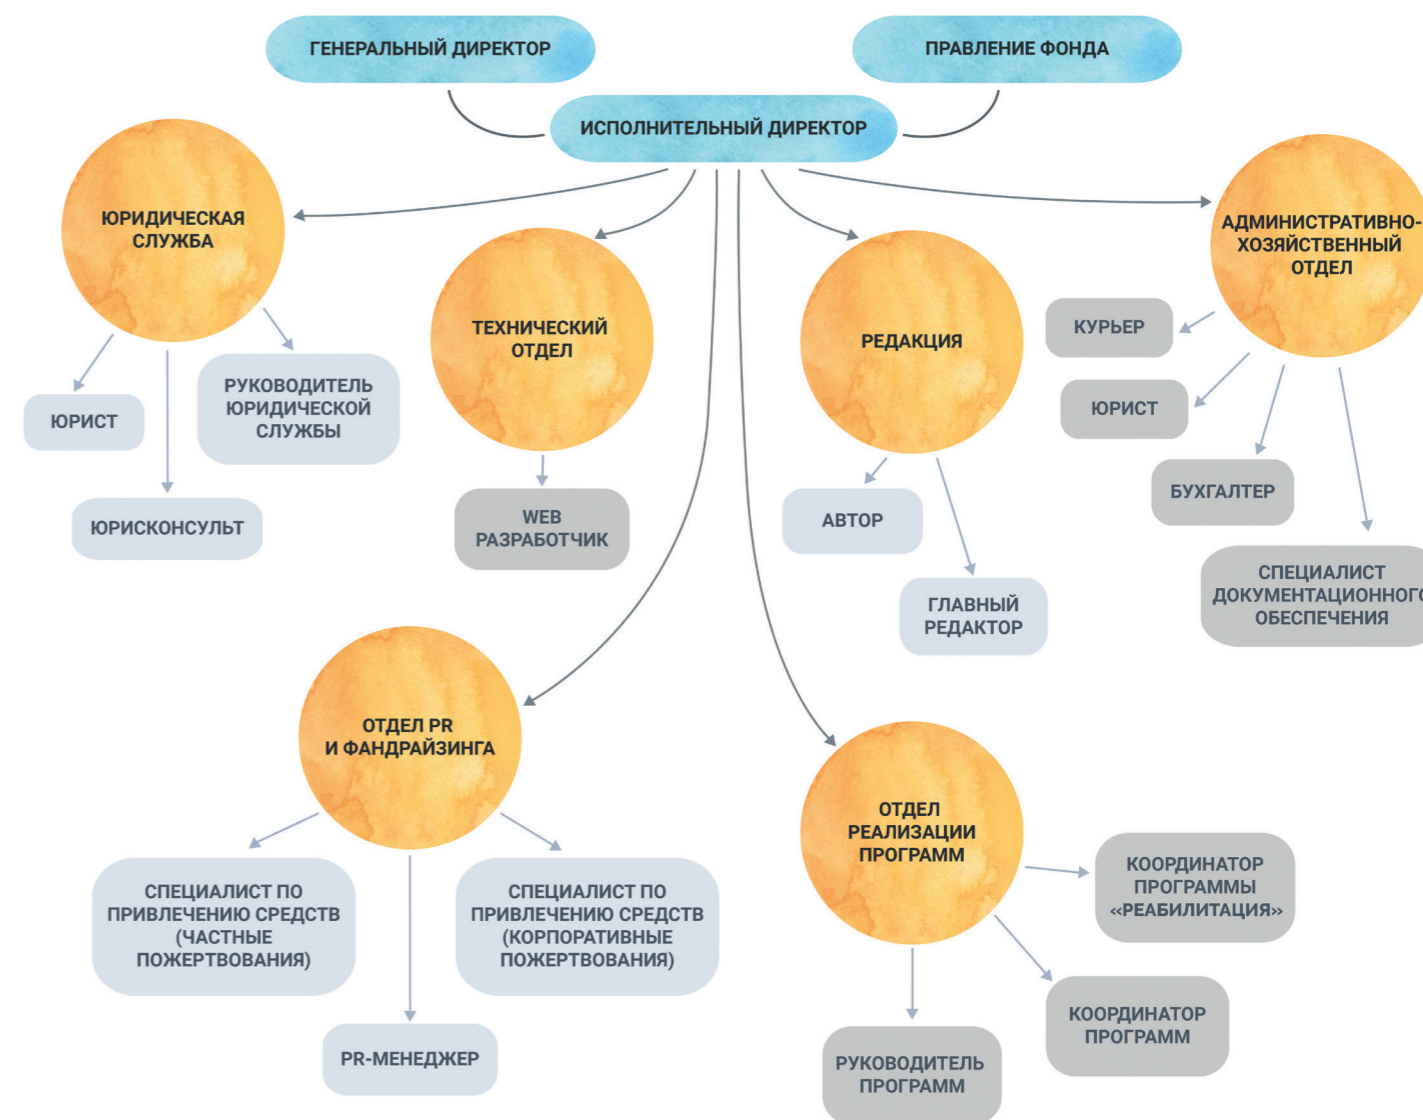 ГЕНЕРАЛЬНЫЙ ДИРЕКТОР
ПРАВЛЕНИЕ ФОНДА
ИСПОЛНИТЕЛЬНЫЙ ДИРЕКТОР
ЮРИДИЧЕСКАЯ
СЛУЖБА
ЮРИСТ
ЮРИСКОНСУЛЬТ
РУКОВОДИТЕЛЬ
ЮРИДИЧЕСКОЙ
СЛУЖБЫ
ТЕХНИЧЕСКИЙ
ОТДЕЛ
WEB
РАЗРАБОТЧИК
РЕДАКЦИЯ
АВТОР
ГЛАВНЫЙ
РЕДАКТОР
АДМИНИСТРАТИВНО-
ХОЗЯЙСТВЕННЫЙ
ОТДЕЛ
КУРЬЕР
ЮРИСТ
БУХГАЛТЕР
СПЕЦИАЛИСТ
ДОКУМЕНТАЦИОННОГО
ОБЕСПЕЧЕНИЯ
ОТДЕЛ PR
И ФАНДРАЙЗИНГА
СПЕЦИАЛИСТ ПО
ПРИВЛЕЧЕНИЮ СРЕДСТВ
(ЧАСТНЫЕ
ПОЖЕРТВОВАНИЯ)
PR-МЕНЕДЖЕР
СПЕЦИАЛИСТ ПО
ПРИВЛЕЧЕНИЮ СРЕДСТВ
(КОРПОРАТИВНЫЕ
ПОЖЕРТВОВАНИЯ)
ОТДЕЛ
РЕАЛИЗАЦИИ
ПРОГРАММ
КООРДИНАТОР
ПРОГРАММЫ
«РЕАБИЛИТАЦИЯ»
КООРДИНАТОР
ПРОГРАММ
РУКОВОДИТЕЛЬ
ПРОГРАММ